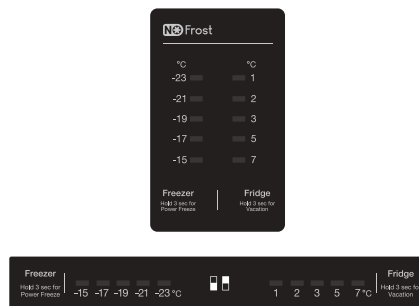 NO Frost
°C °C
-23 1
-21 2
-19 3
-17 5
-15 7
Freezer Fridge
Hold 3 sec for Hold 3 sec for
Power Freeze Vacation
Freezer Fridge
Hold 3 sec for Hold 3 sec for
Power Freeze -15 -17 -19 -21 -23 °C 1 2 3 5 7 °C Vacation